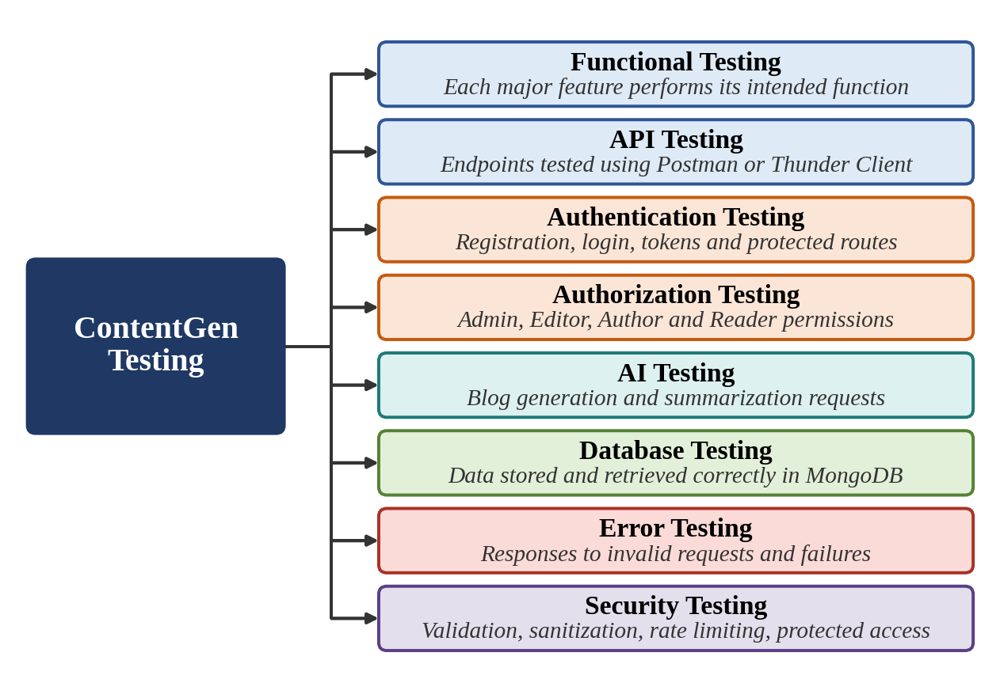 ContentGen
Testing
Functional Testing
Each major feature performs its intended function
API Testing
Endpoints tested using Postman or Thunder Client
Authentication Testing
Registration, login, tokens and protected routes
Authorization Testing
Admin, Editor, Author and Reader permissions
AI Testing
Blog generation and summarization requests
Database Testing
Data stored and retrieved correctly in MongoDB
Error Testing
Responses to invalid requests and failures
Security Testing
Validation, sanitization, rate limiting, protected access